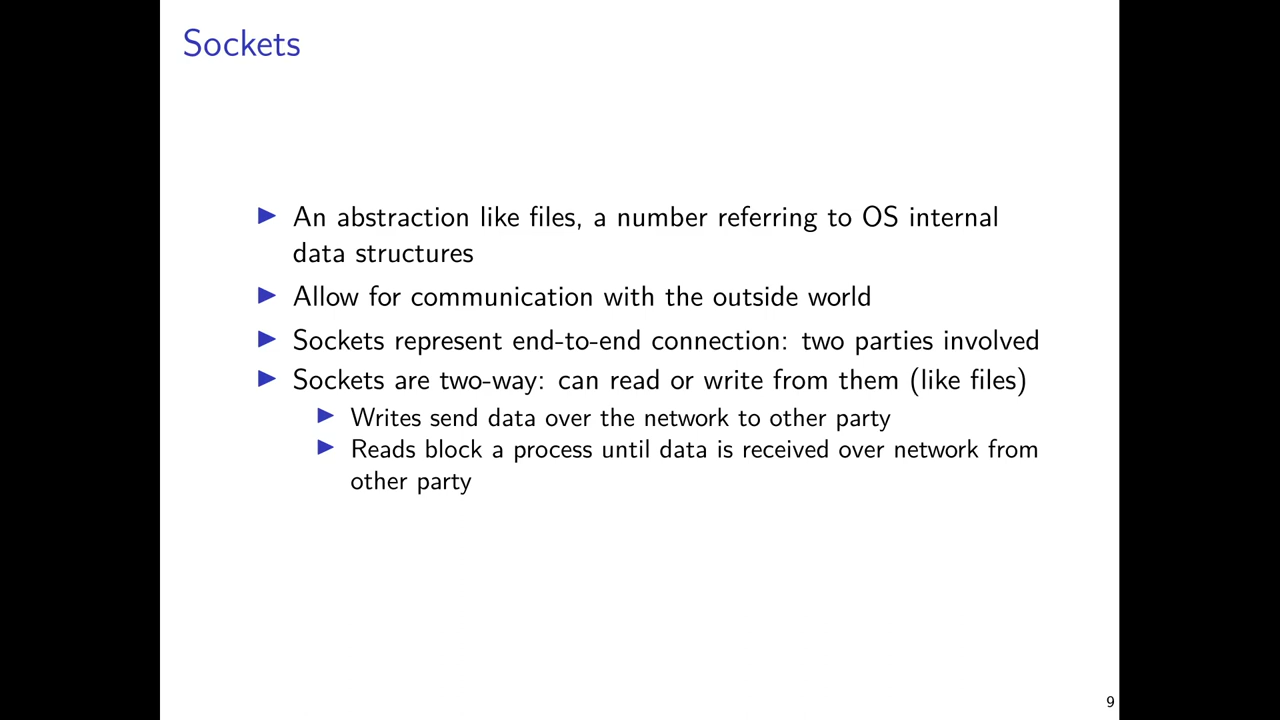 Sockets
An abstraction like files, a number referring to OS internal
data structures
Allow for communication with the outside world
Sockets represent end-to-end connection: two parties involved
Sockets are two-way: can read or write from them (like files)
Writes send data over the network to other party
Reads block a process until data is received over network from
other party
9